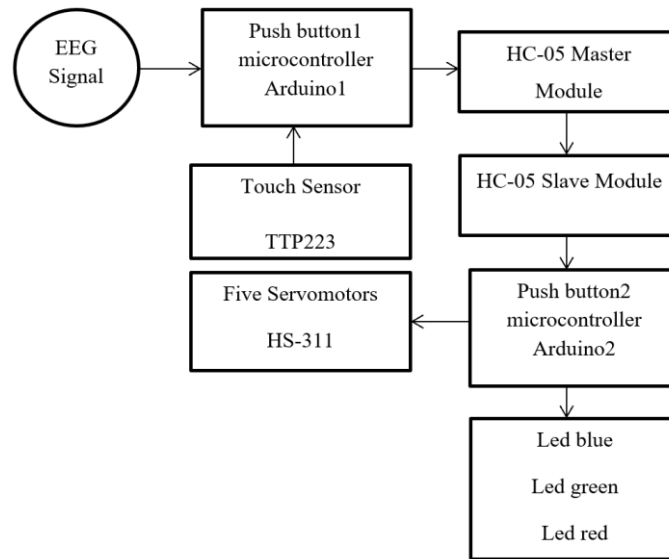 EEG
Signal
Push button1
microcontroller
Arduino1
HC-05 Master
Module
Touch Sensor
TTP223
HC-05 Slave Module
Five Servomotors
HS-311
Push button2
microcontroller
Arduino2
Led blue
Led green
Led red